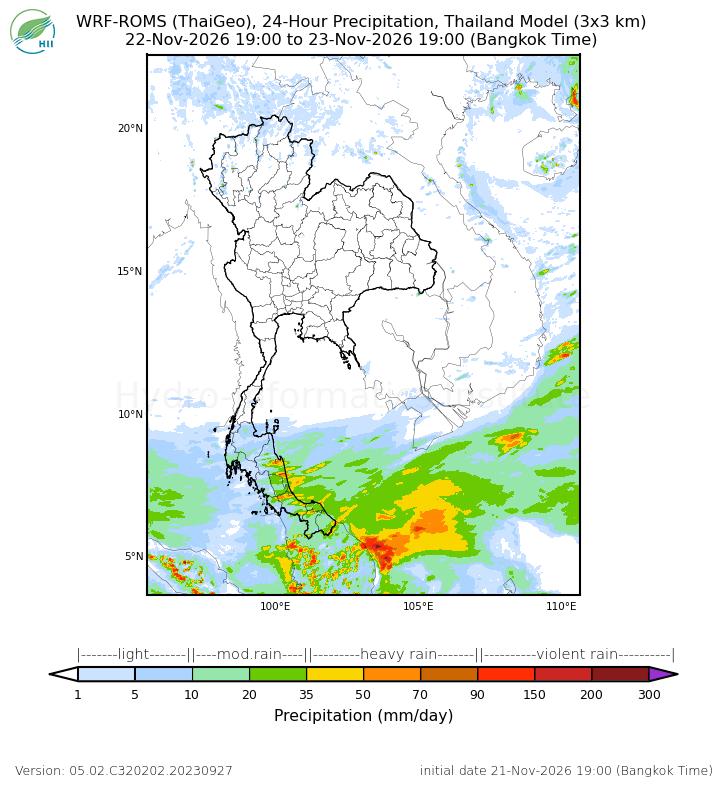 WRF-ROMS (ThaiGeo), 24-Hour Precipitation, Thailand Model (3x3 km)
22-Nov-2026 19:00 to 23-Nov-2026 19:00 (Bangkok Time)
HII
20°N
15°N
Hydro-Informatics Institute
10°N
5°N
100°E 105°E 110°E
|-------light-------||----mod.rain----||---------heavy rain-------||----------violent rain----------|
1 5 10 20 35 50 70 90 150 200 300
Precipitation (mm/day)
Version: 05.02.C320202.20230927 initial date 21-Nov-2026 19:00 (Bangkok Time)